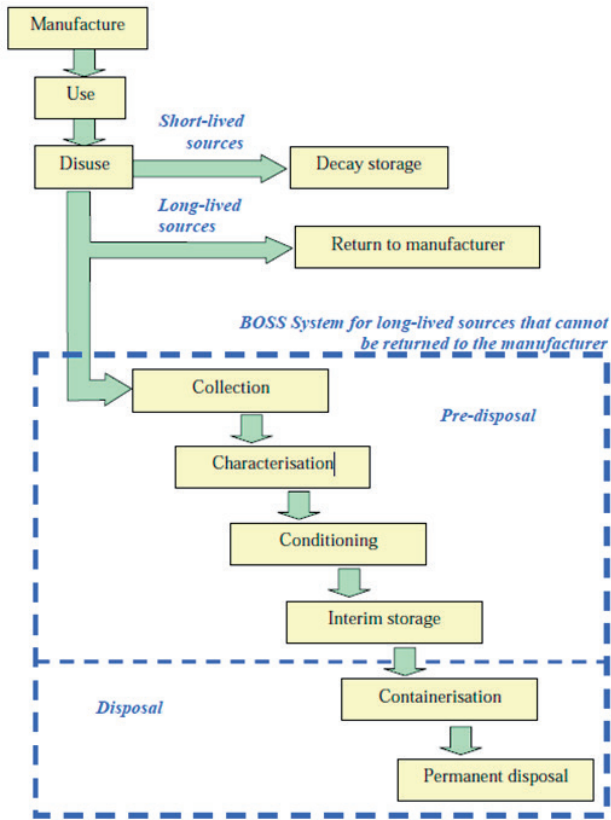 Manufacture
Use
Short-lived
sources
Disuse
Decay storage
Long-lived
sources
Return to manufacturer
BOSS System for long-lived sources that cannot
be returned to the manufacturer
Collection
Pre-disposal
Characterisation
Conditioning
Interim storage
Containerisation
Disposal
Permanent disposal